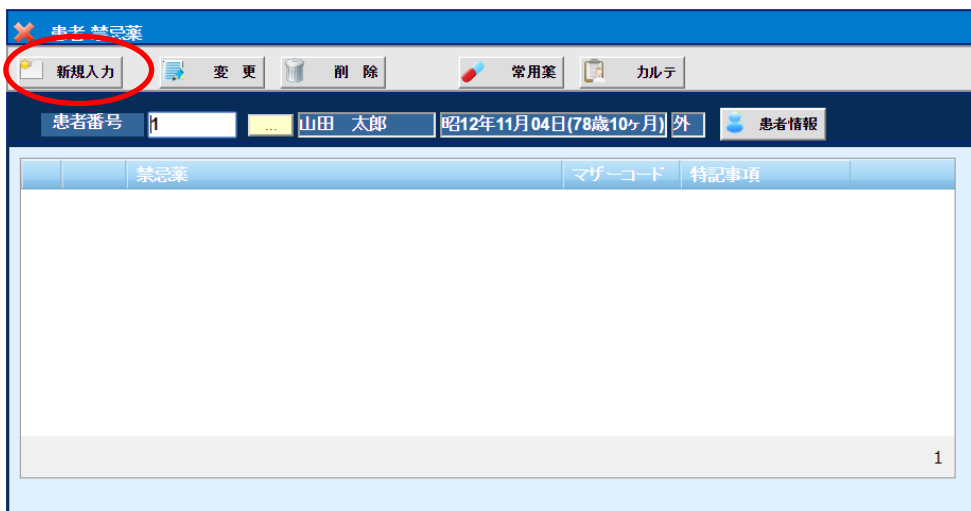 患者 禁忌薬
新規入力 変 更 削 除 常用薬 カルテ
患者番号 1 ... 山田 太郎 昭12年11月04日(78歳10ヶ月) 外 患者情報
禁忌薬 マザーコード 特記事項
1